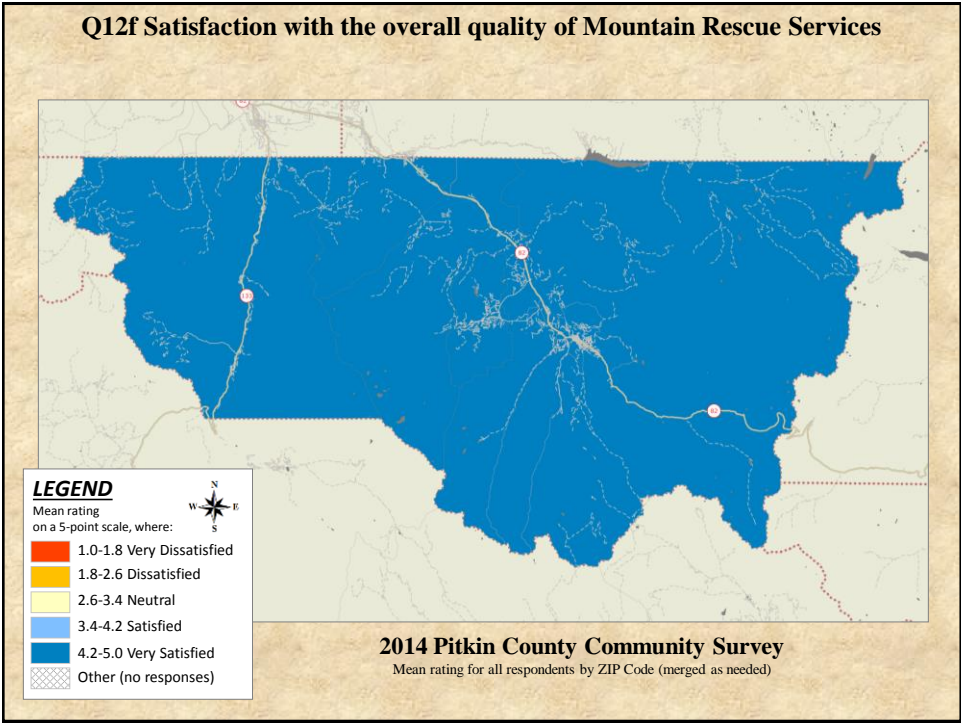 Q12f Satisfaction with the overall quality of Mountain Rescue Services
82
133
82
82
LEGEND
Mean rating
on a 5-point scale, where:
N
W E
S
1.0-1.8 Very Dissatisfied
1.8-2.6 Dissatisfied
2.6-3.4 Neutral
3.4-4.2 Satisfied
4.2-5.0 Very Satisfied
Other (no responses)
2014 Pitkin County Community Survey
Mean rating for all respondents by ZIP Code (merged as needed)